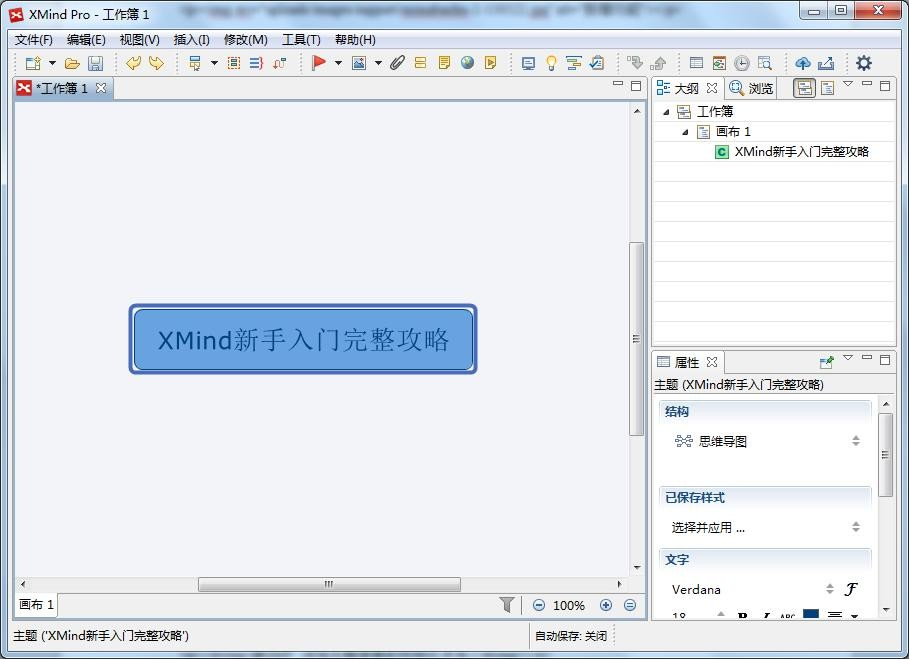 XMind Pro - 工作簿 1
文件(F) 编辑(E) 视图(V) 插入(I) 修改(M) 工具(T) 帮助(H)
*工作簿 1
大纲 浏览
工作簿
画布 1
C XMind新手入门完整攻略
XMind新手入门完整攻略
属性
主题 (XMind新手入门完整攻略)
结构
思维导图
已保存样式
选择并应用 ...
文字
Verdana
18 B I ABC
画布 1
100%
主题 ('XMind新手入门完整攻略')
自动保存: 关闭